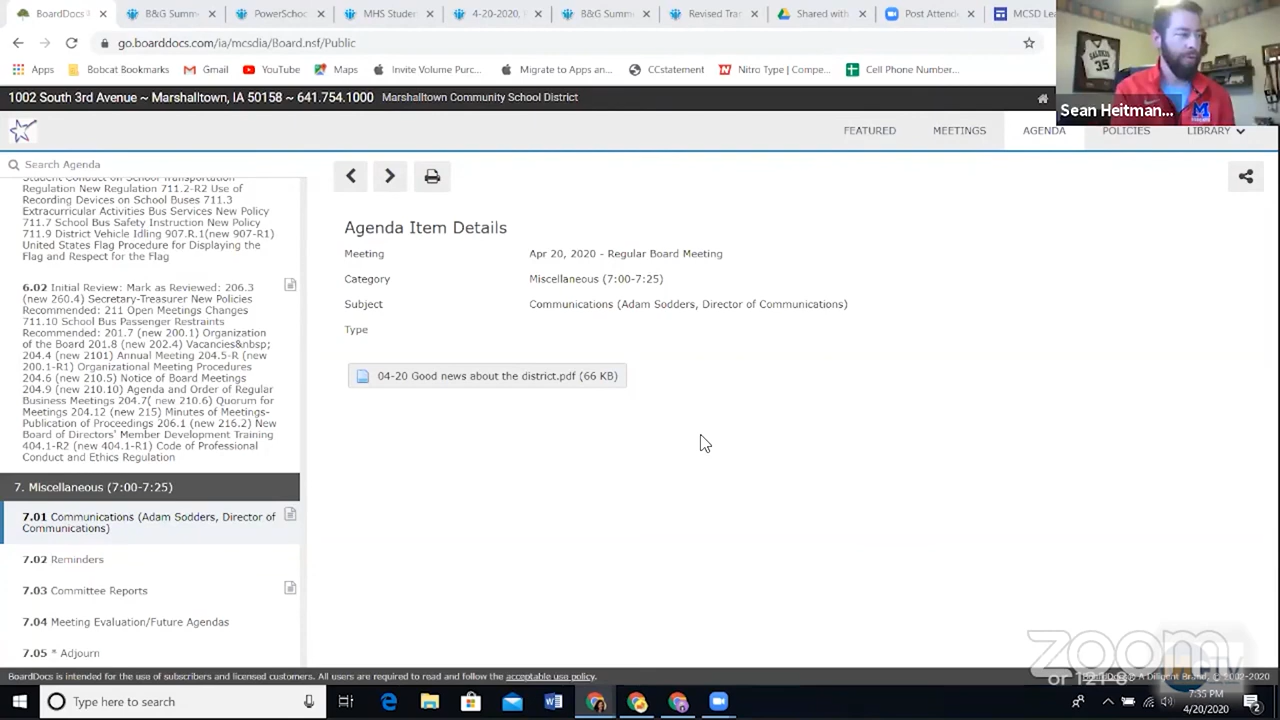 B&G Summ
PowerSchoo
MHS Studen
4-20-2020,
B&G Summe
Revised Tra
Shared with
Post Attend
MCSD Lea
go.boarddocs.com/ia/mcsdia/Board.nsf/Public
Apps
Bobcat Bookmarks
Gmail
YouTube
Maps
Invite Volume Purc...
Migrate to Apps an...
CCstatement
Nitro Type | Compe...
Cell Phone Number...
35
Sean Heitman...
M
1002 South 3rd Avenue ~ Marshalltown, IA 50158 ~ 641.754.1000 Marshalltown Community School District
FEATURED
MEETINGS
AGENDA
POLICIES
LIBRARY
Search Agenda
Student Conduct on School Transportation
Regulation New Regulation 711.2-R2 Use of
Recording Devices on School Buses 711.3
Extracurricular Activities Bus Services New Policy
711.7 School Bus Safety Instruction New Policy
711.9 District Vehicle Idling 907.R.1(new 907-R1)
United States Flag Procedure for Displaying the
Flag and Respect for the Flag
6.02 Initial Review: Mark as Reviewed: 206.3
(new 260.4) Secretary-Treasurer New Policies
Recommended: 211 Open Meetings Changes
711.10 School Bus Passenger Restraints
Recommended: 201.7 (new 200.1) Organization
of the Board 201.8 (new 202.4) Vacancies&nbsp;
204.4 (new 2101) Annual Meeting 204.5-R (new
200.1-R1) Organizational Meeting Procedures
204.6 (new 210.5) Notice of Board Meetings
204.9 (new 210.10) Agenda and Order of Regular
Business Meetings 204.7( new 210.6) Quorum for
Meetings 204.12 (new 215) Minutes of Meetings-
Publication of Proceedings 206.1 (new 216.2) New
Board of Directors' Member Development Training
404.1-R2 (new 404.1-R1) Code of Professional
Conduct and Ethics Regulation
7. Miscellaneous (7:00-7:25)
7.01 Communications (Adam Sodders, Director of
Communications)
7.02 Reminders
7.03 Committee Reports
7.04 Meeting Evaluation/Future Agendas
7.05 * Adjourn
Agenda Item Details
Meeting Apr 20, 2020 - Regular Board Meeting
Category Miscellaneous (7:00-7:25)
Subject Communications (Adam Sodders, Director of Communications)
Type
04-20 Good news about the district.pdf (66 KB)
zoom
BoardDocs is intended for the use of subscribers and licensed customers. All users are required to read and follow the acceptable use policy.
A Diligent Brand, © 2002-2020
Type here to search
7:35 PM
4/20/2020
2